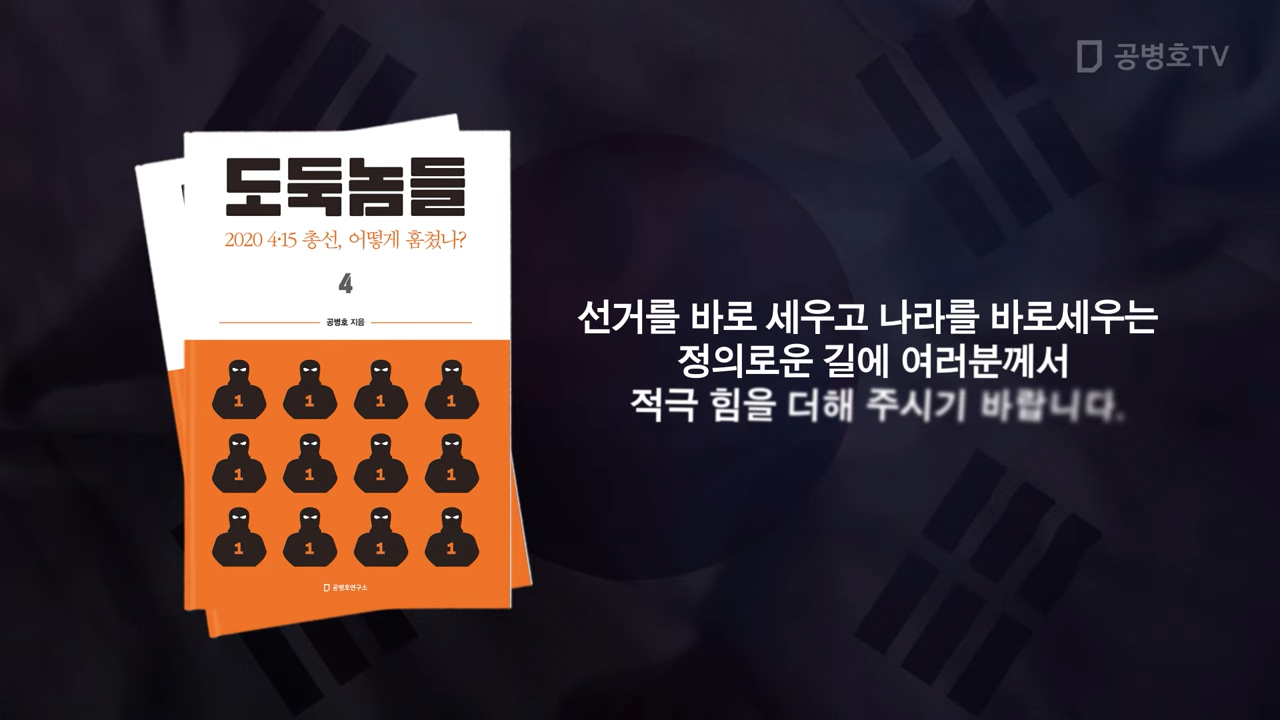 공병호TV
도둑놈들
2020 4·15 총선, 어떻게 훔쳤나?
4
공병호 지음
1 1 1 1
1 1 1 1
1 1 1 1
공병호연구소
선거를 바로 세우고 나라를 바로세우는
정의로운 길에 여러분께서
적극 힘을 더해 주시기 바랍니다.